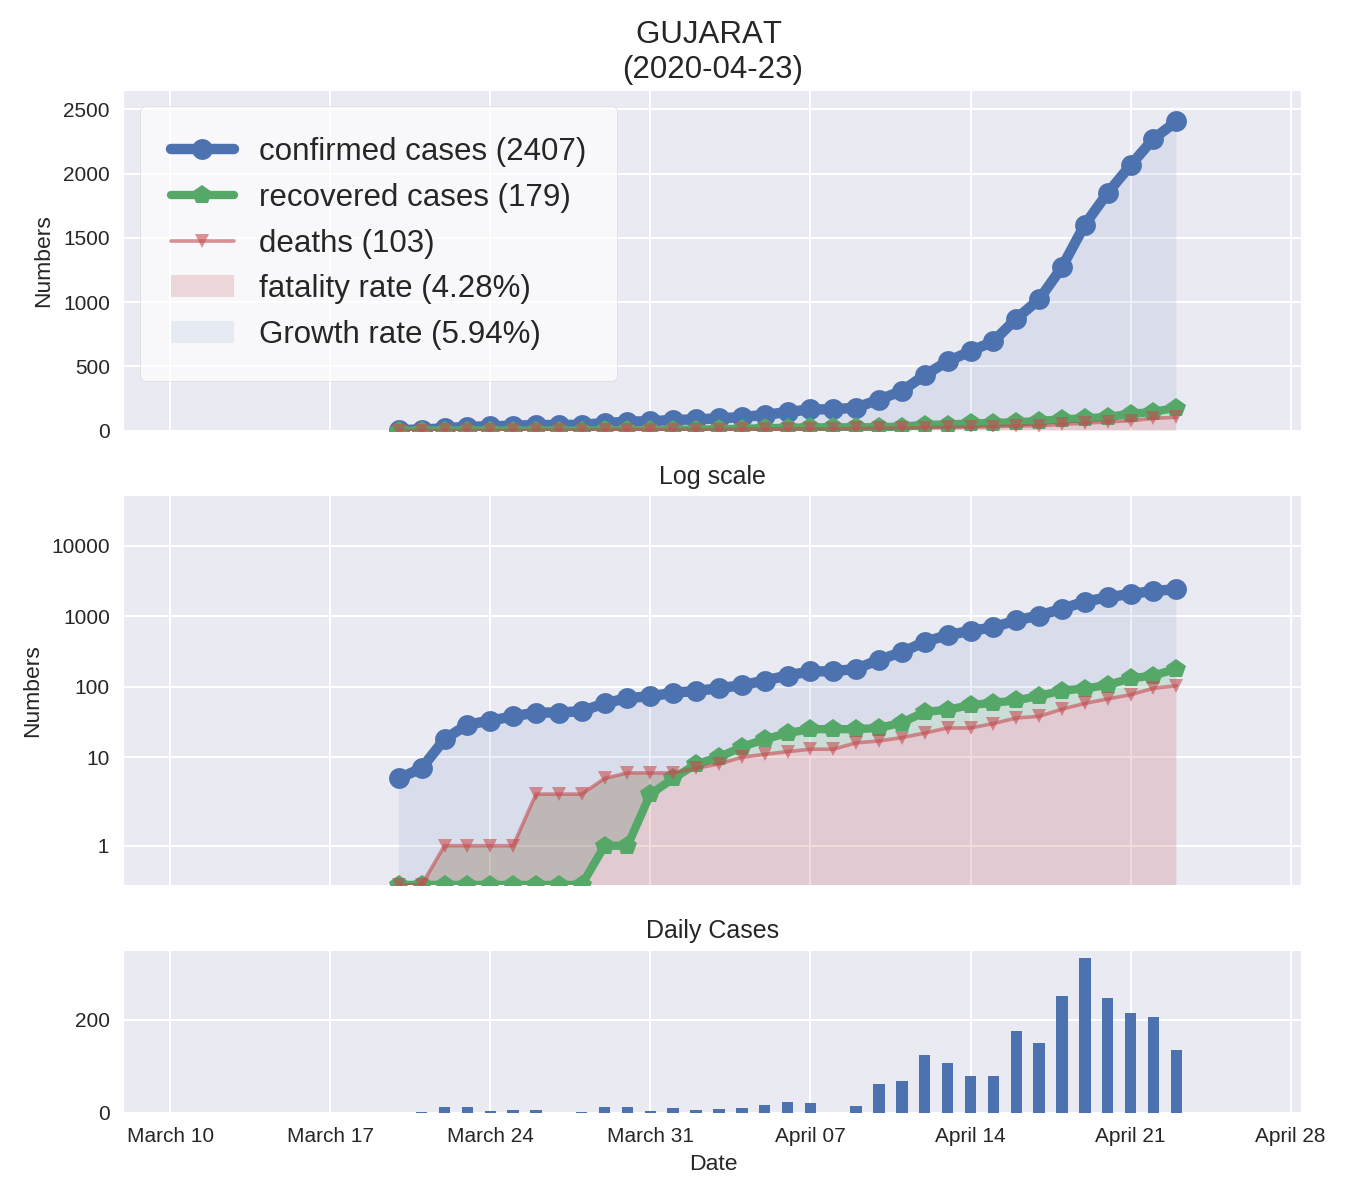 GUJARAT
(2020-04-23)
2500
2000
1500
1000
500
0
Numbers
confirmed cases (2407)
recovered cases (179)
deaths (103)
fatality rate (4.28%)
Growth rate (5.94%)
Log scale
10000
1000
100
10
1
Numbers
Daily Cases
200
0
March 10 March 17 March 24 March 31 April 07 April 14 April 21 April 28
Date